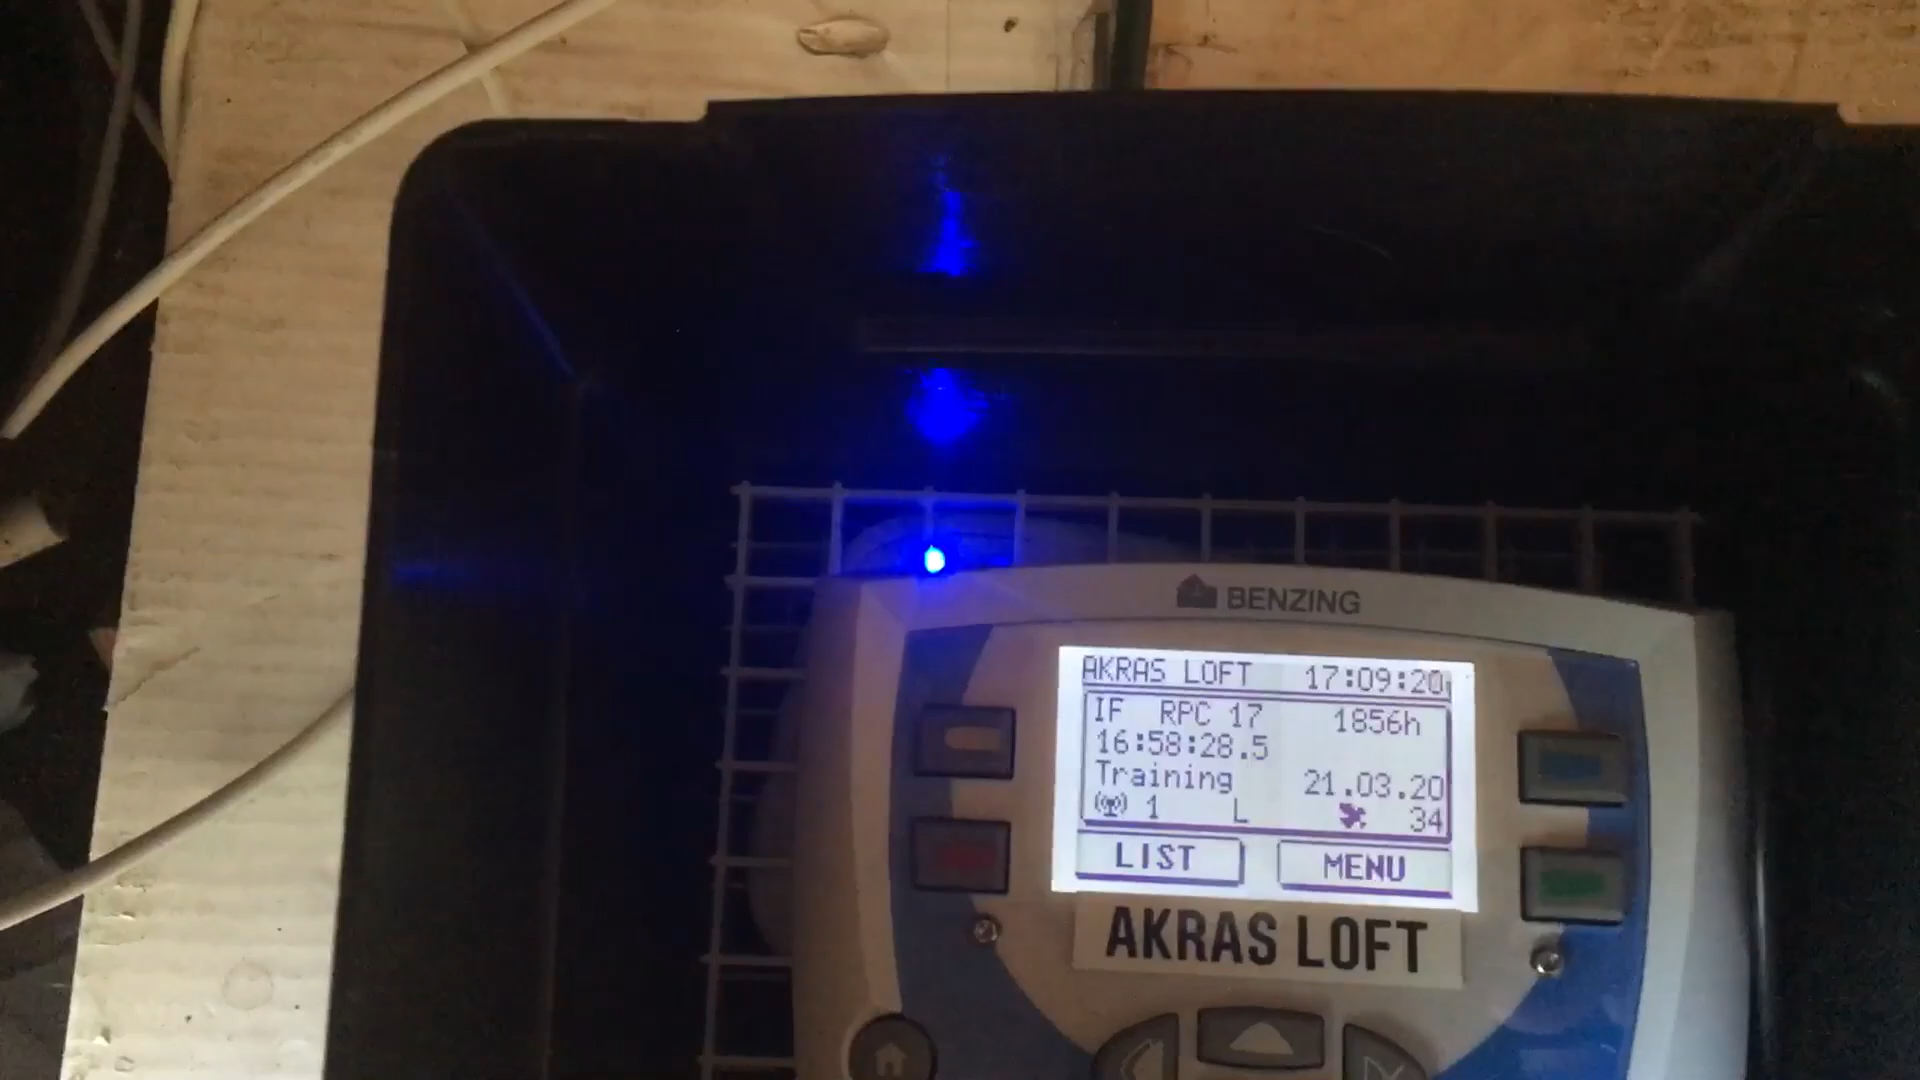 BENZING
AKRAS LOFT 17:09:20
IF RPC 17 1856h
16:58:28.5
Training 21.03.20
1 L 34
LIST MENU
AKRAS LOFT